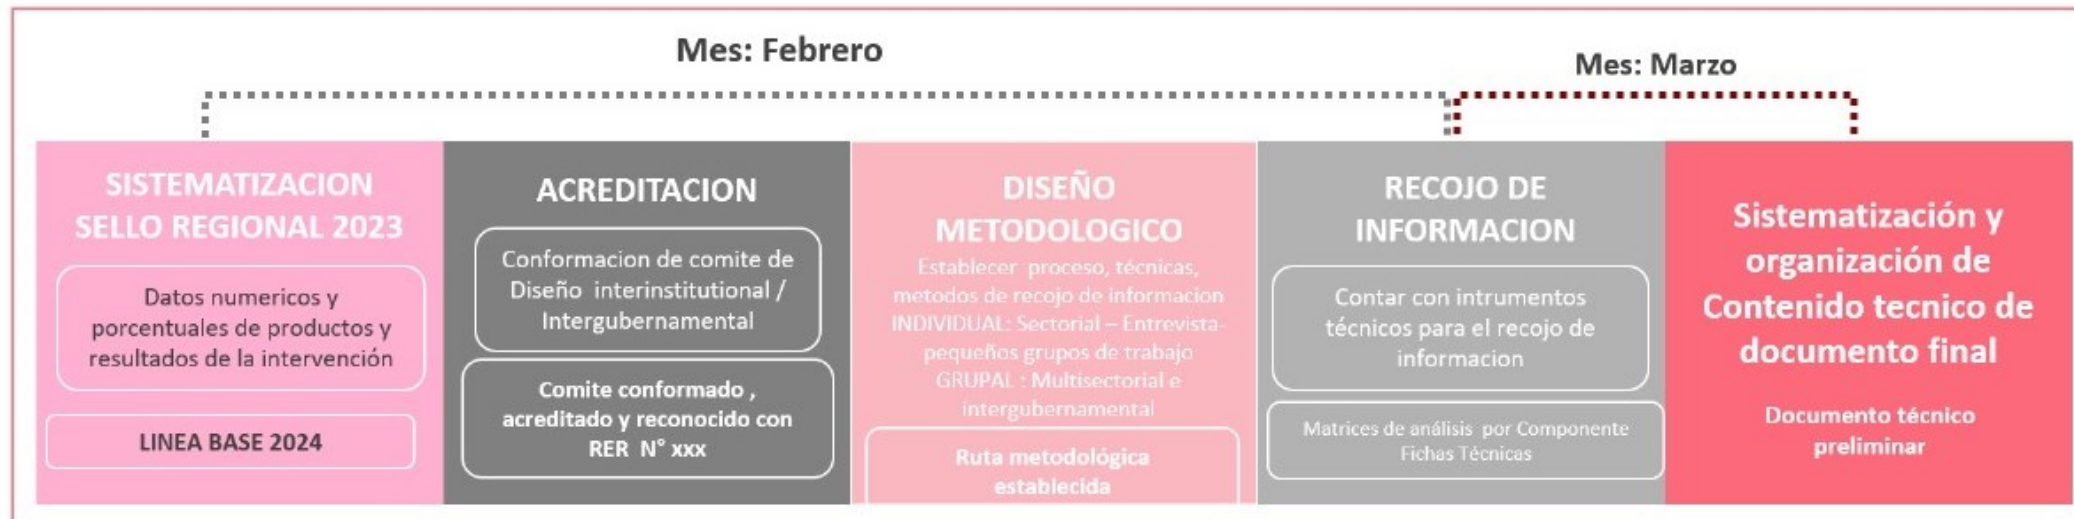 Mes: Febrero
Mes: Marzo
SISTEMATIZACION
SELLO REGIONAL 2023
Datos numericos y
porcentuales de productos y
resultados de la intervención
LINEA BASE 2024
ACREDITACION
Conformacion de comite de
Diseño interinstitutional /
Intergubernamental
Comite conformado ,
acreditado y reconocido con
RER N° xxx
DISEÑO
METODOLOGICO
Establecer proceso, técnicas,
metodos de recojo de informacion
INDIVIDUAL: Sectorial – Entrevista-
pequeños grupos de trabajo
GRUPAL : Multisectorial e
intergubernamental
Ruta metodológica
establecida
RECOJO DE
INFORMACION
Contar con intrumentos
técnicos para el recojo de
informacion
Matrices de análisis por Componente
Fichas Técnicas
Sistematización y
organización de
Contenido tecnico de
documento final
Documento técnico
preliminar